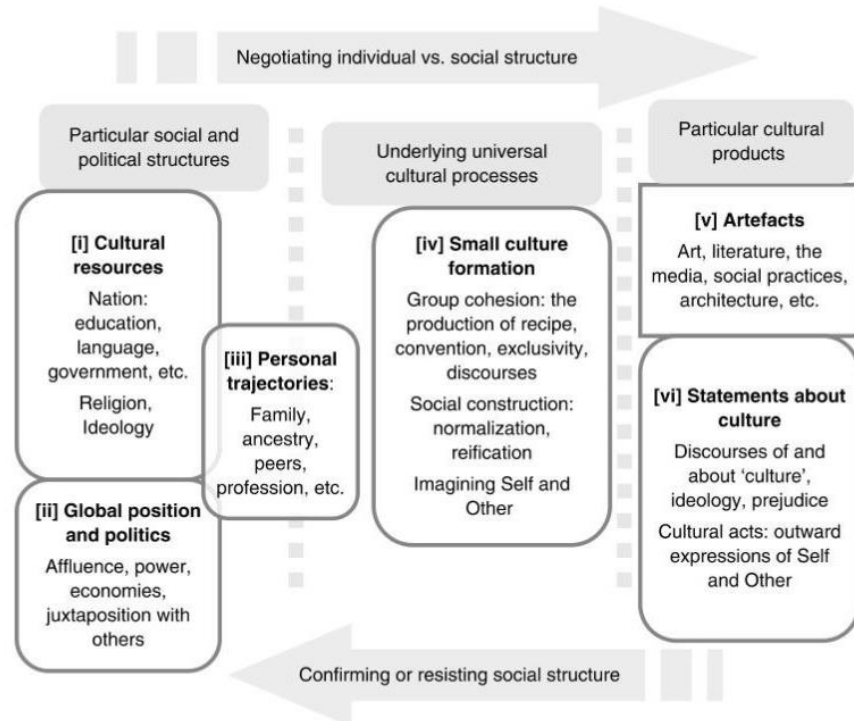 Negotiating individual vs. social structure
Particular social and
political structures
Underlying universal
cultural processes
Particular cultural
products
[i] Cultural
resources
Nation:
education,
language,
government, etc.
Religion,
Ideology
[ii] Global position
and politics
Affluence, power,
economies,
juxtaposition with
others
[iii] Personal
trajectories:
Family,
ancestry,
peers,
profession, etc.
[iv] Small culture
formation
Group cohesion: the
production of recipe,
convention, exclusivity,
discourses
Social construction:
normalization,
reification
Imagining Self and
Other
[v] Artefacts
Art, literature, the
media, social practices,
architecture, etc.
[vi] Statements about
culture
Discourses of and
about ‘culture’,
ideology, prejudice
Cultural acts: outward
expressions of Self
and Other
Confirming or resisting social structure